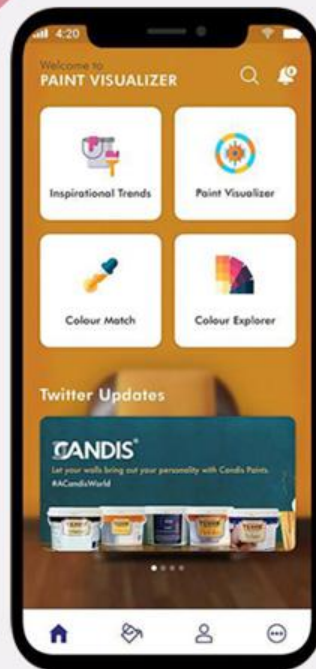 4:20
Welcome to
PAINT VISUALIZER
Inspirational Trends
Paint Visualizer
Colour Match
Colour Explorer
Twitter Updates
CANDIS®
Let your walls bring out your personality with Candis Paints.
#ACandisWorld